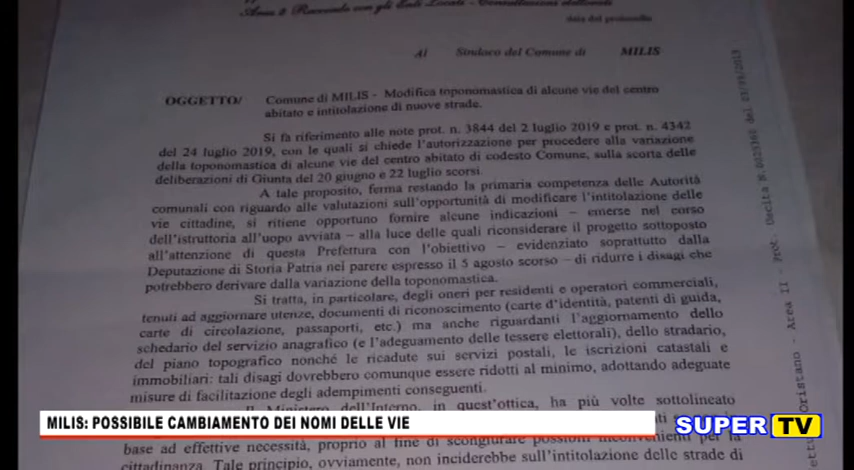 Area 2 Raccordo con gli Enti Locali - Consultazioni elettorali
data del protocollo
Al Sindaco del Comune di MILIS
OGGETTO/ Comune di MILIS - Modifica toponomastica di alcune vie del centro
abitato e intitolazione di nuove strade.
Si fa riferimento alle note prot. n. 3844 del 2 luglio 2019 e prot. n. 4342
del 24 luglio 2019, con le quali si chiede l'autorizzazione per procedere alla variazione
della toponomastica di alcune vie del centro abitato di codesto Comune, sulla scorta delle
deliberazioni di Giunta del 20 giugno e 22 luglio scorsi.
A tale proposito, ferma restando la primaria competenza delle Autorità
comunali con riguardo alle valutazioni sull'opportunità di modificare l'intitolazione delle
vie cittadine, si ritiene opportuno fornire alcune indicazioni – emerse nel corso
dell'istruttoria all'uopo avviata – alla luce delle quali riconsiderare il progetto sottoposto
all'attenzione di questa Prefettura con l'obiettivo – evidenziato soprattutto dalla
Deputazione di Storia Patria nel parere espresso il 5 agosto scorso – di ridurre i disagi che
potrebbero derivare dalla variazione della toponomastica.
Si tratta, in particolare, degli oneri per residenti e operatori commerciali,
tenuti ad aggiornare utenze, documenti di riconoscimento (carte d'identità, patenti di guida,
carte di circolazione, passaporti, etc.) ma anche riguardanti l'aggiornamento dello
schedario del servizio anagrafico (e l'adeguamento delle tessere elettorali), dello stradario,
del piano topografico nonché le ricadute sui servizi postali, le iscrizioni catastali e
immobiliari: tali disagi dovrebbero comunque essere ridotti al minimo, adottando adeguate
misure di facilitazione degli adempimenti conseguenti.
Il Ministero dell'Interno, in quest'ottica, ha più volte sottolineato
base ad effettive necessità, proprio al fine di scongiurare possibili inconvenienti per la
cittadinanza. Tale principio, ovviamente, non inciderebbe sull'intitolazione delle strade di
Oristano - Area II - Prot. Uscita N.
MILIS: POSSIBILE CAMBIAMENTO DEI NOMI DELLE VIE
SUPER TV